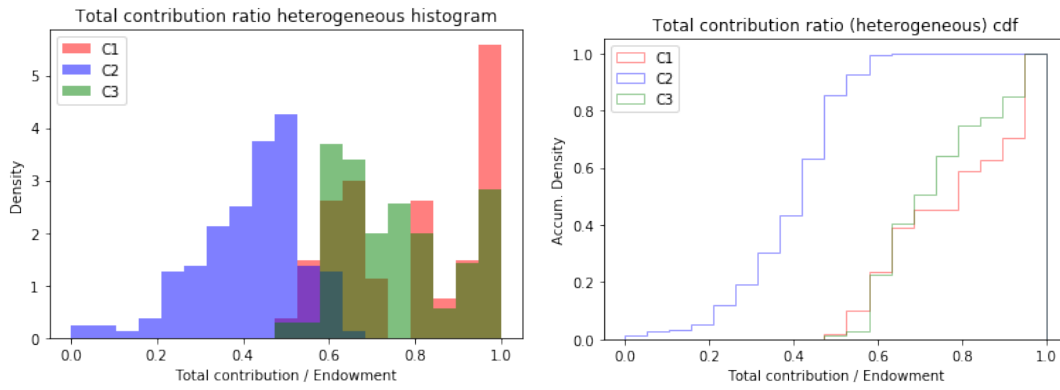 Total contribution ratio heterogeneous histogram
C1
C2
C3
Density
5
4
3
2
1
0
0.0 0.2 0.4 0.6 0.8 1.0
Total contribution / Endowment
Total contribution ratio (heterogeneous) cdf
C1
C2
C3
Accum. Density
1.0
0.8
0.6
0.4
0.2
0.0
0.0 0.2 0.4 0.6 0.8 1.0
Total contribution / Endowment